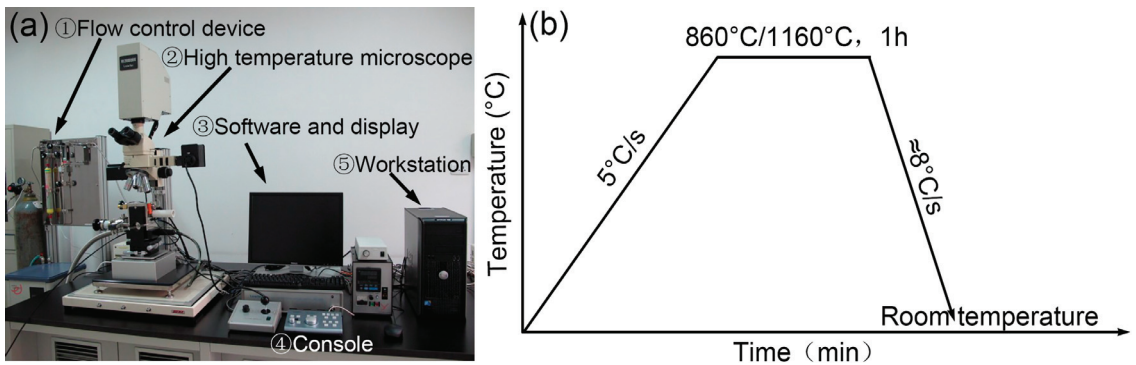 (a)
①Flow control device
②High temperature microscope
③Software and display
⑤Workstation
④Console
(b)
860°C/1160°C，1h
5°C/s
≈8°C/s
Temperature (°C)
Room temperature
Time（min）